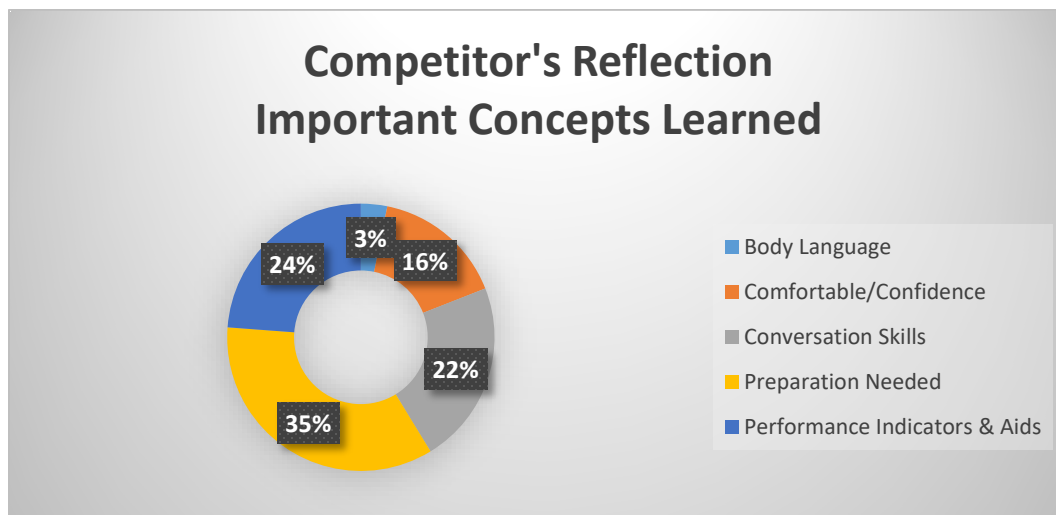 Competitor's Reflection
Important Concepts Learned
3%
16%
24%
22%
35%
Body Language
Comfortable/Confidence
Conversation Skills
Preparation Needed
Performance Indicators & Aids